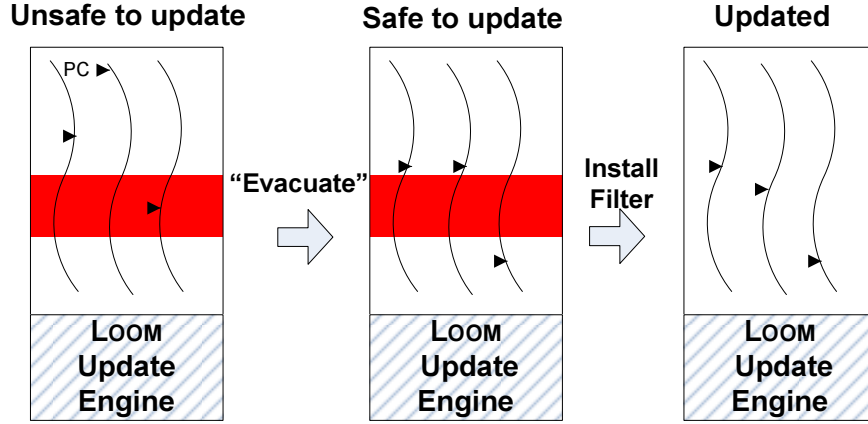 Unsafe to update
Safe to update
Updated
PC
“Evacuate”
Install
Filter
LOOM
Update
Engine
LOOM
Update
Engine
LOOM
Update
Engine